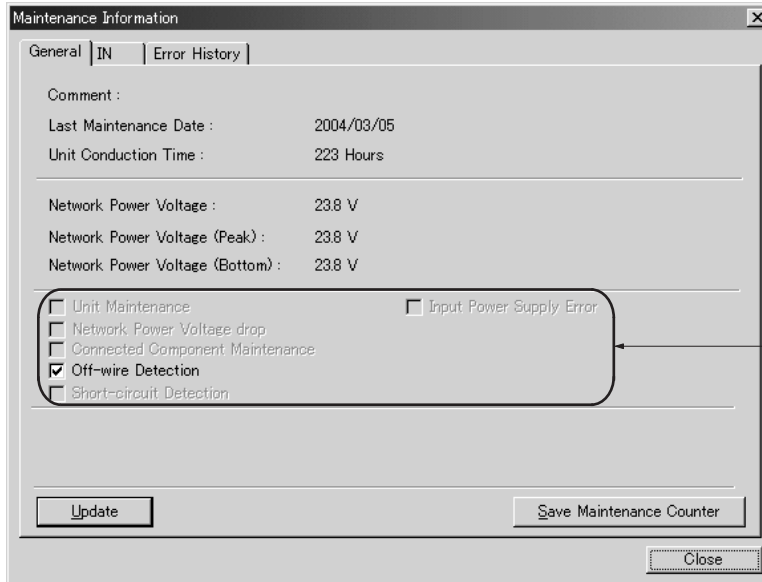 Maintenance Information
General IN Error History
Comment :
Last Maintenance Date : 2004/03/05
Unit Conduction Time : 223 Hours
Network Power Voltage : 23.8 V
Network Power Voltage (Peak) : 23.8 V
Network Power Voltage (Bottom) : 23.8 V
Unit Maintenance Input Power Supply Error
Network Power Voltage drop
Connected Component Maintenance
Off-wire Detection
Short-circuit Detection
Update Save Maintenance Counter
Close